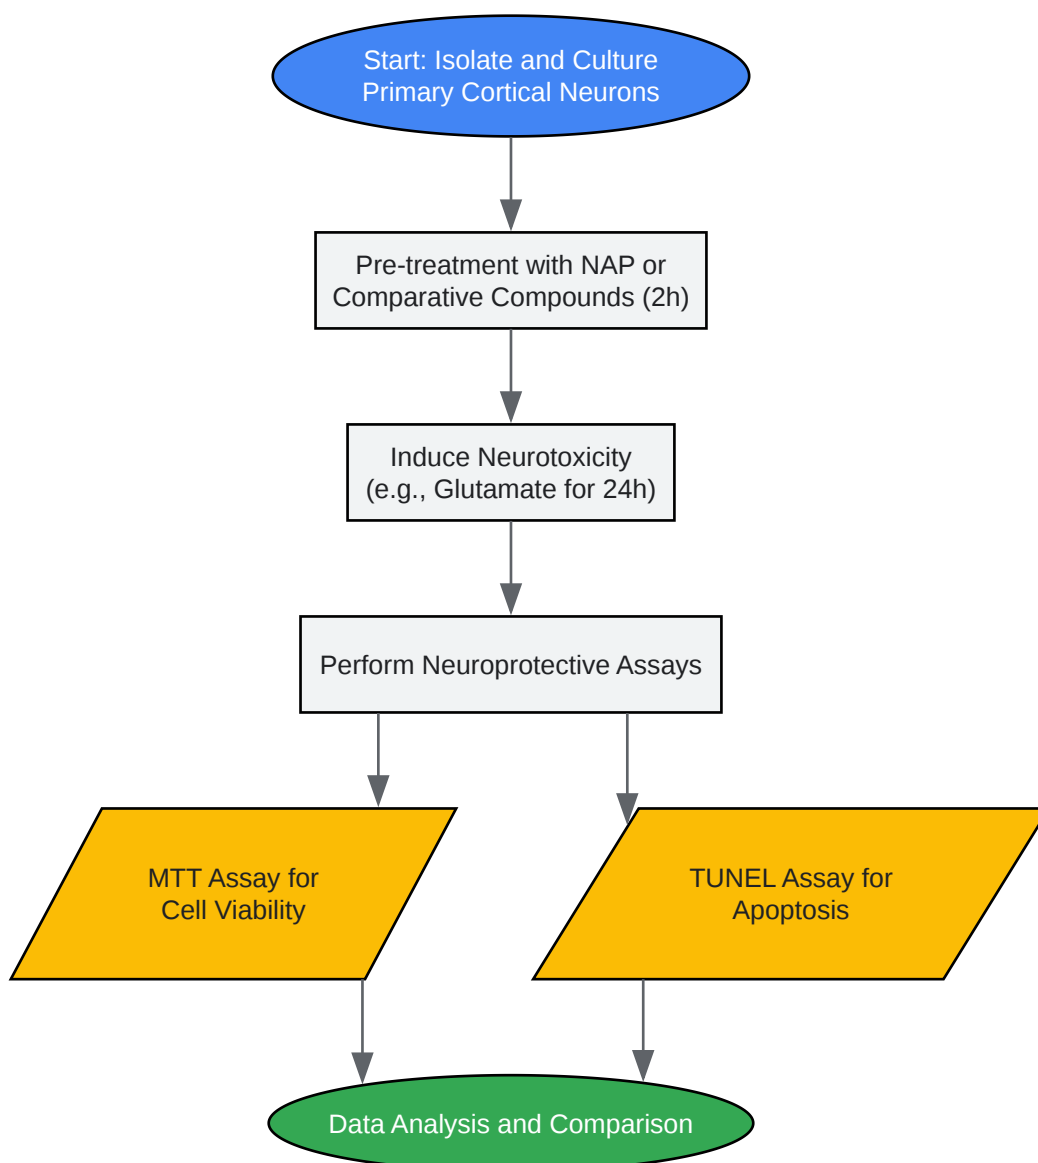 Start: Isolate and Culture
Primary Cortical Neurons
Pre-treatment with NAP or
Comparative Compounds (2h)
Induce Neurotoxicity
(e.g., Glutamate for 24h)
Perform Neuroprotective Assays
MTT Assay for
Cell Viability
TUNEL Assay for
Apoptosis
Data Analysis and Comparison